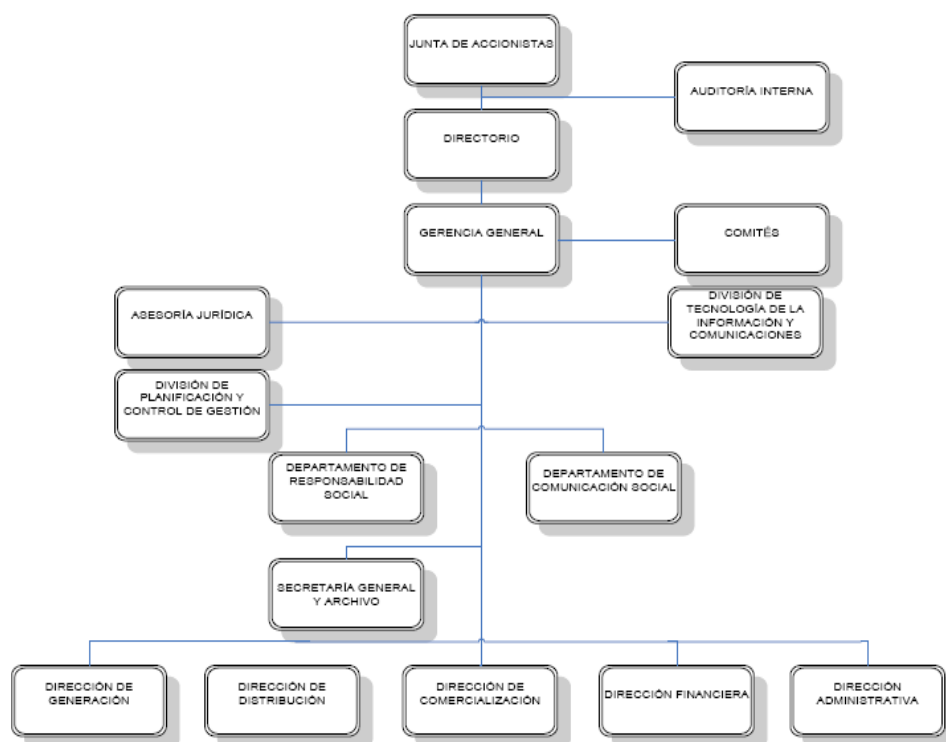 JUNTA DE ACCIONISTAS
AUDITORÍA INTERNA
DIRECTORIO
GERENCIA GENERAL
COMITÉS
ASESORÍA JURÍDICA
DIVISIÓN DE
TECNOLOGÍA DE LA
INFORMACIÓN Y
COMUNICACIONES
DIVISIÓN DE
PLANIFICACIÓN Y
CONTROL DE GESTIÓN
DEPARTAMENTO DE
RESPONSABILIDAD
SOCIAL
DEPARTAMENTO DE
COMUNICACIÓN SOCIAL
SECRETARÍA GENERAL
Y ARCHIVO
DIRECCIÓN DE
GENERACIÓN
DIRECCIÓN DE
DISTRIBUCIÓN
DIRECCIÓN DE
COMERCIALIZACIÓN
DIRECCIÓN FINANCIERA
DIRECCIÓN
ADMINISTRATIVA